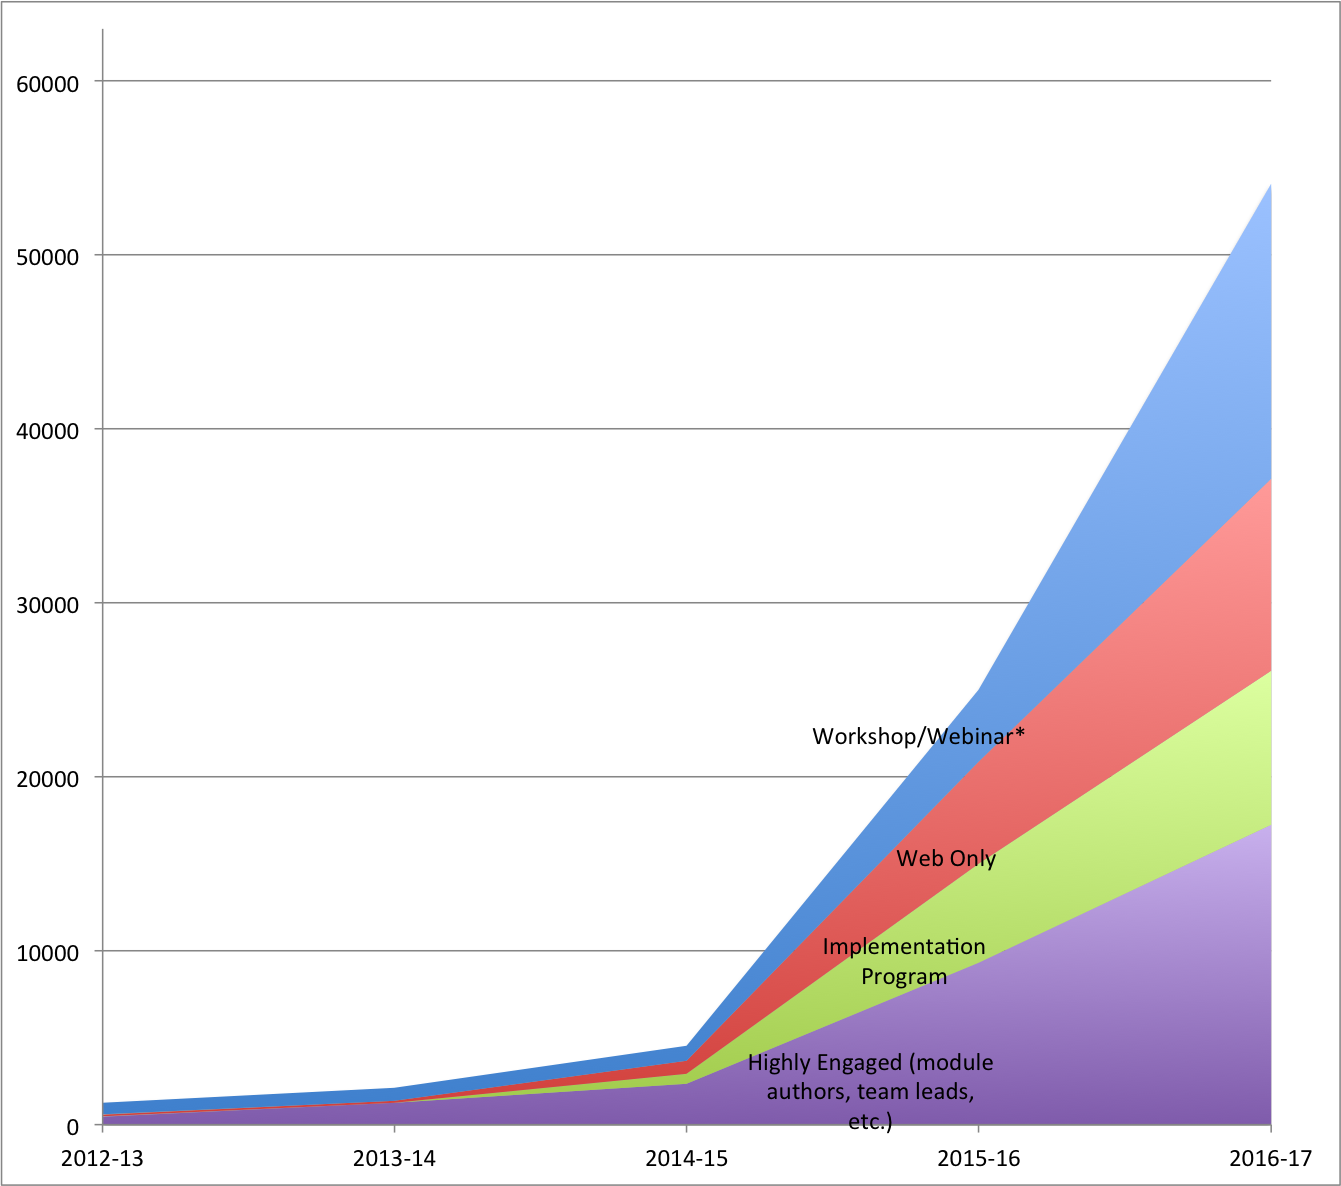 60000
50000
40000
30000
20000
10000
0
Workshop/Webinar*
Web Only
Implementation
Program
Highly Engaged (module
authors, team leads,
etc.)
2012-13 2013-14 2014-15 2015-16 2016-17